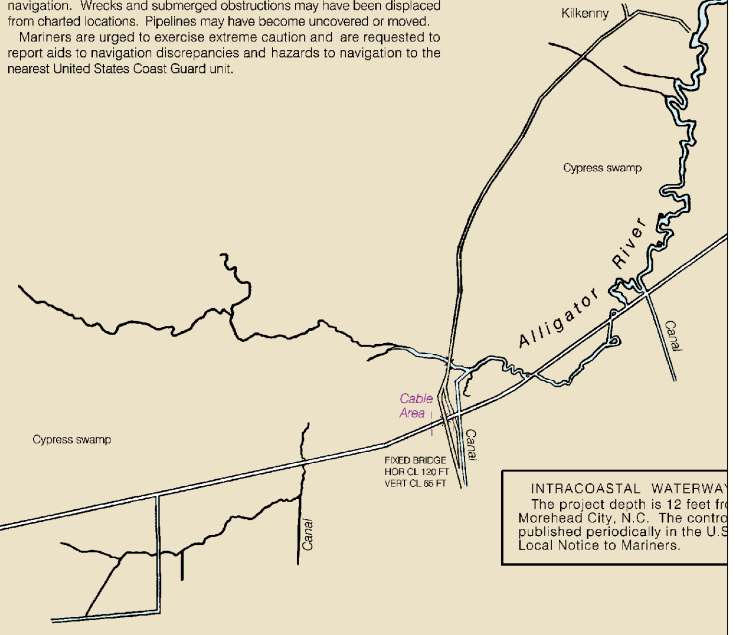 navigation. Wrecks and submerged obstructions may have been displaced
from charted locations. Pipelines may have become uncovered or moved.
Mariners are urged to exercise extreme caution and are requested to
report aids to navigation discrepancies and hazards to navigation to the
nearest United States Coast Guard unit.
Kilkenny
Cypress swamp
Alligator River
Canal
Cable
Area
Cypress swamp
Canal
FIXED BRIDGE
HOR CL 120 FT
VERT CL 65 FT
Canal
INTRACOASTAL WATERWAY
The project depth is 12 feet fro
Morehead City, N.C. The contro
published periodically in the U.S
Local Notice to Mariners.